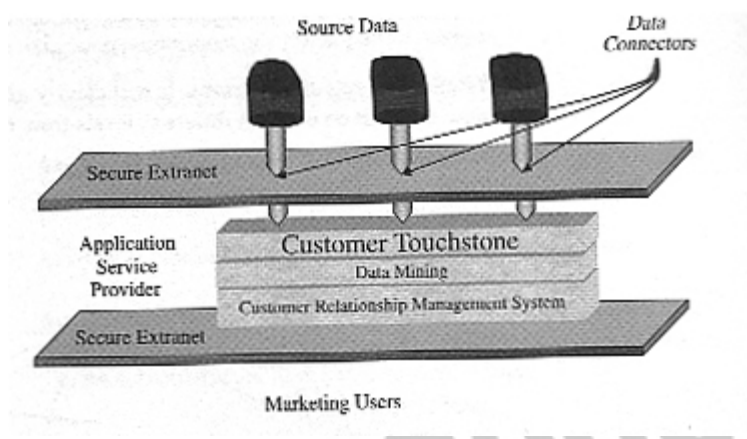 Source Data
Data
Connectors
Secure Extranet
Application
Service
Provider
Customer Touchstone
Data Mining
Customer Relationship Management System
Secure Extranet
Marketing Users